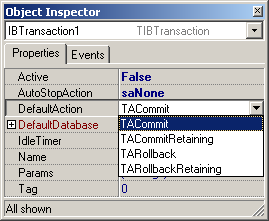 Object Inspector
IBTransaction1 TIBTransaction
Properties Events
Active False
AutoStopAction saNone
DefaultAction TACommit
DefaultDatabase TACommit
IdleTimer TACommitRetaining
Name TARollback
Params TARollbackRetaining
Tag 0
All shown